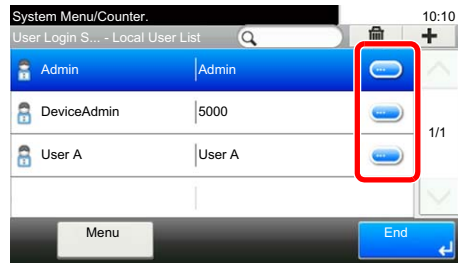 System Menu/Counter. 10:10
User Login S... - Local User List
Admin Admin
DeviceAdmin 5000
1/1
User A User A
Menu End